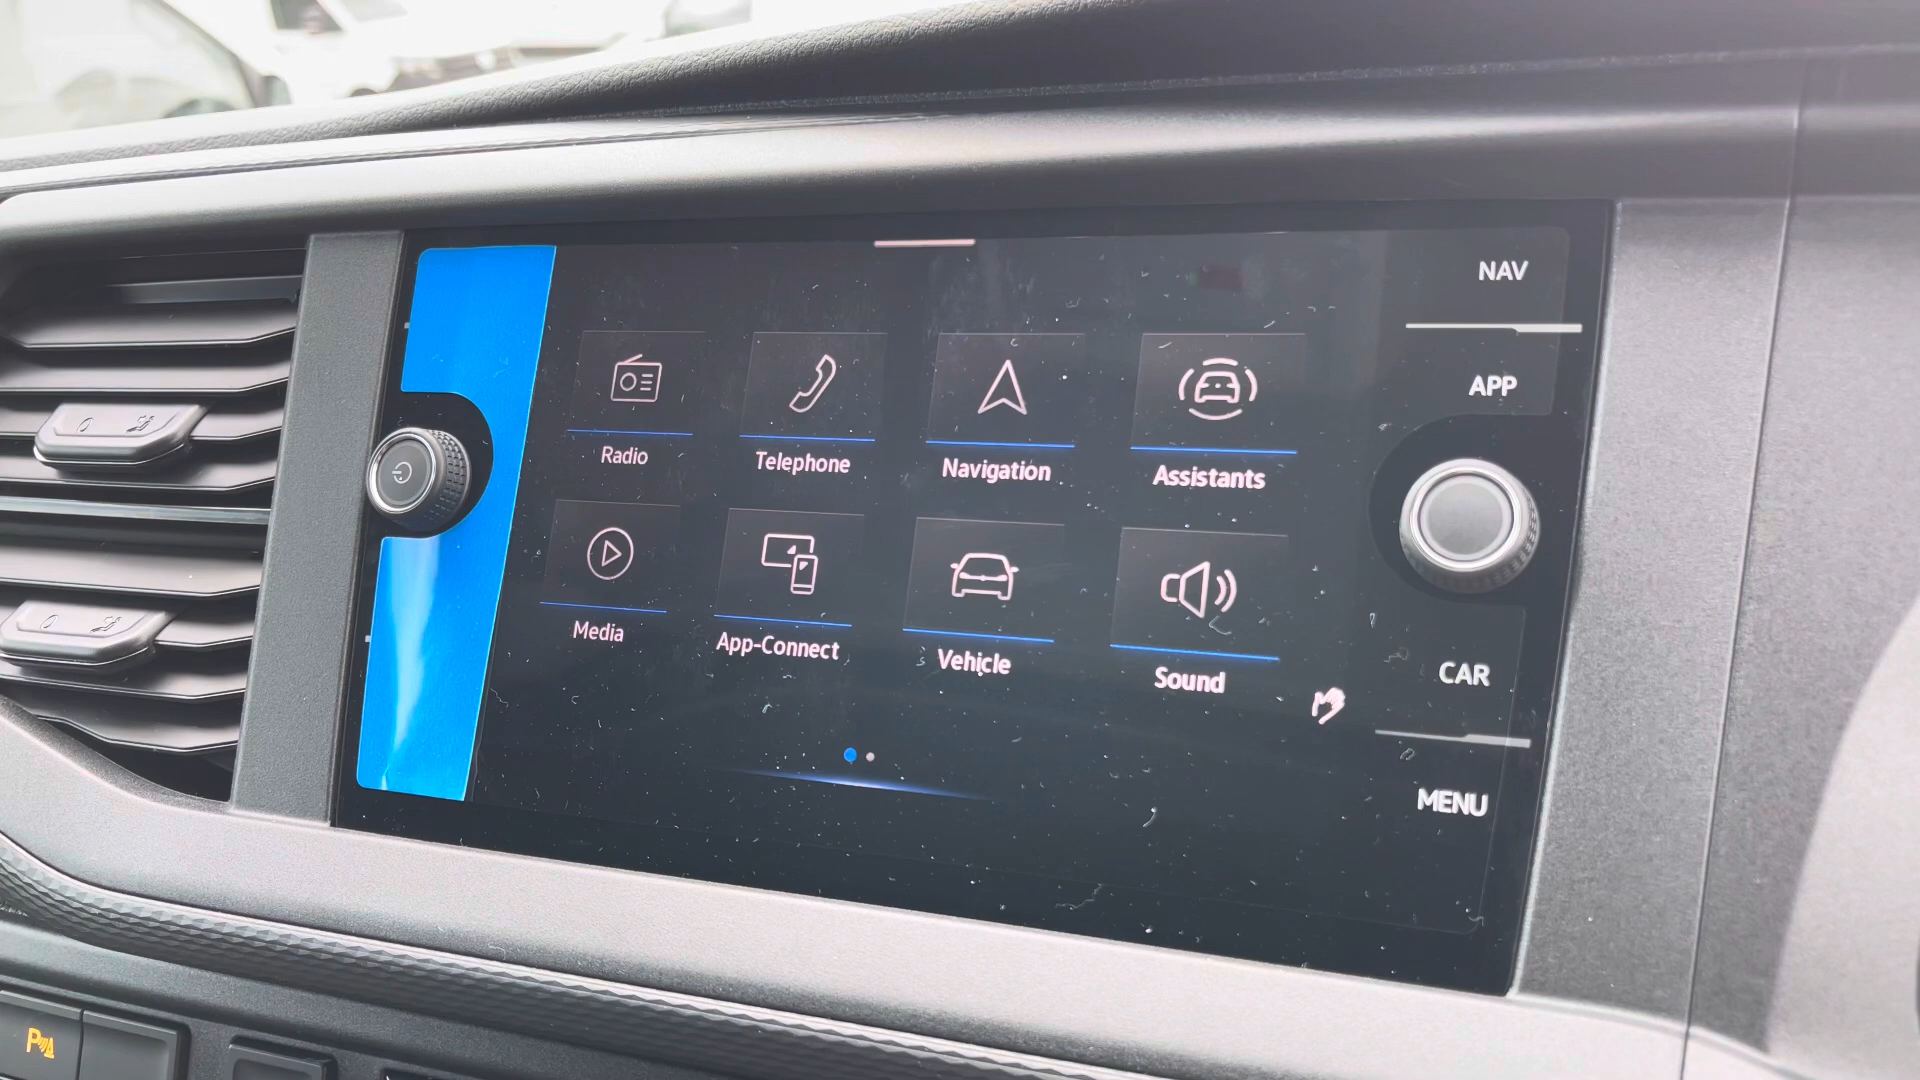 NAV
APP
Radio
Telephone
Navigation
Assistants
Media
App-Connect
Vehicle
Sound
CAR
MENU
P